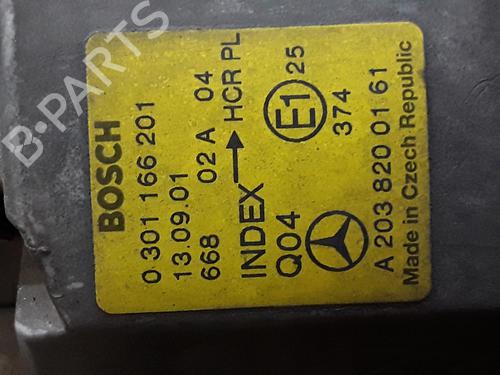 BOSCH
0 301 166 201
13.09.01
668 02 A 04
INDEX → HCR PL
Q04 E1 25
374
A 203 820 01 61
Made in Czech Republic
B-PARTS